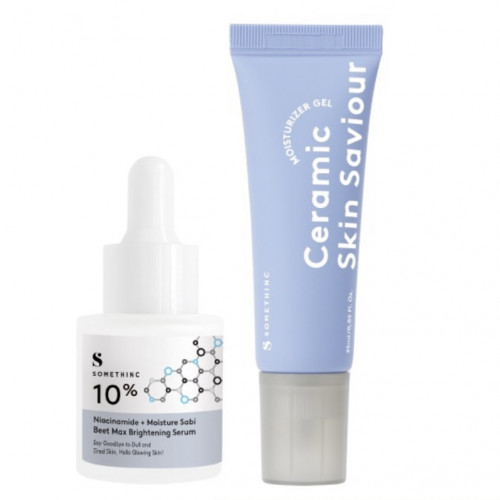 S
SOMETHINC
10%
Niacinamide + Moisture Sabi
Beet Max Brightening Serum
Say Goodbye to Dull and
Tired Skin, Hello Glowing Skin!
MOISTURIZER GEL
Ceramic
Skin Saviour
S SOMETHINC